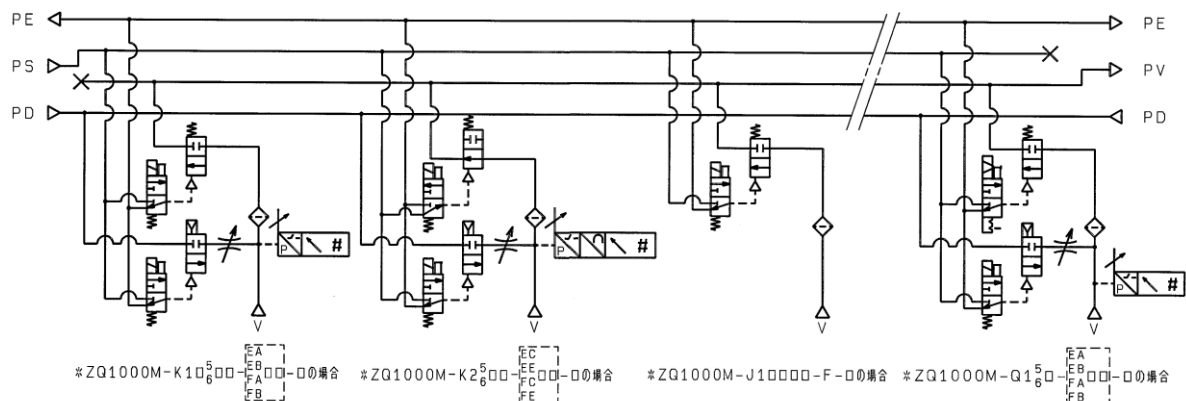 PE PE
PS PV
PD PD
P #
P #
P #
V V V V
※ZQ1000M-K1□5/6□□-EA EB FA FB□□-□の場合
※ZQ1000M-K2 5/6□□-EC EE FC FE□□-□の場合
※ZQ1000M-J1□□□□-F-□の場合
※ZQ1000M-Q1 5/6□-EA EB FA FB□□-□の場合